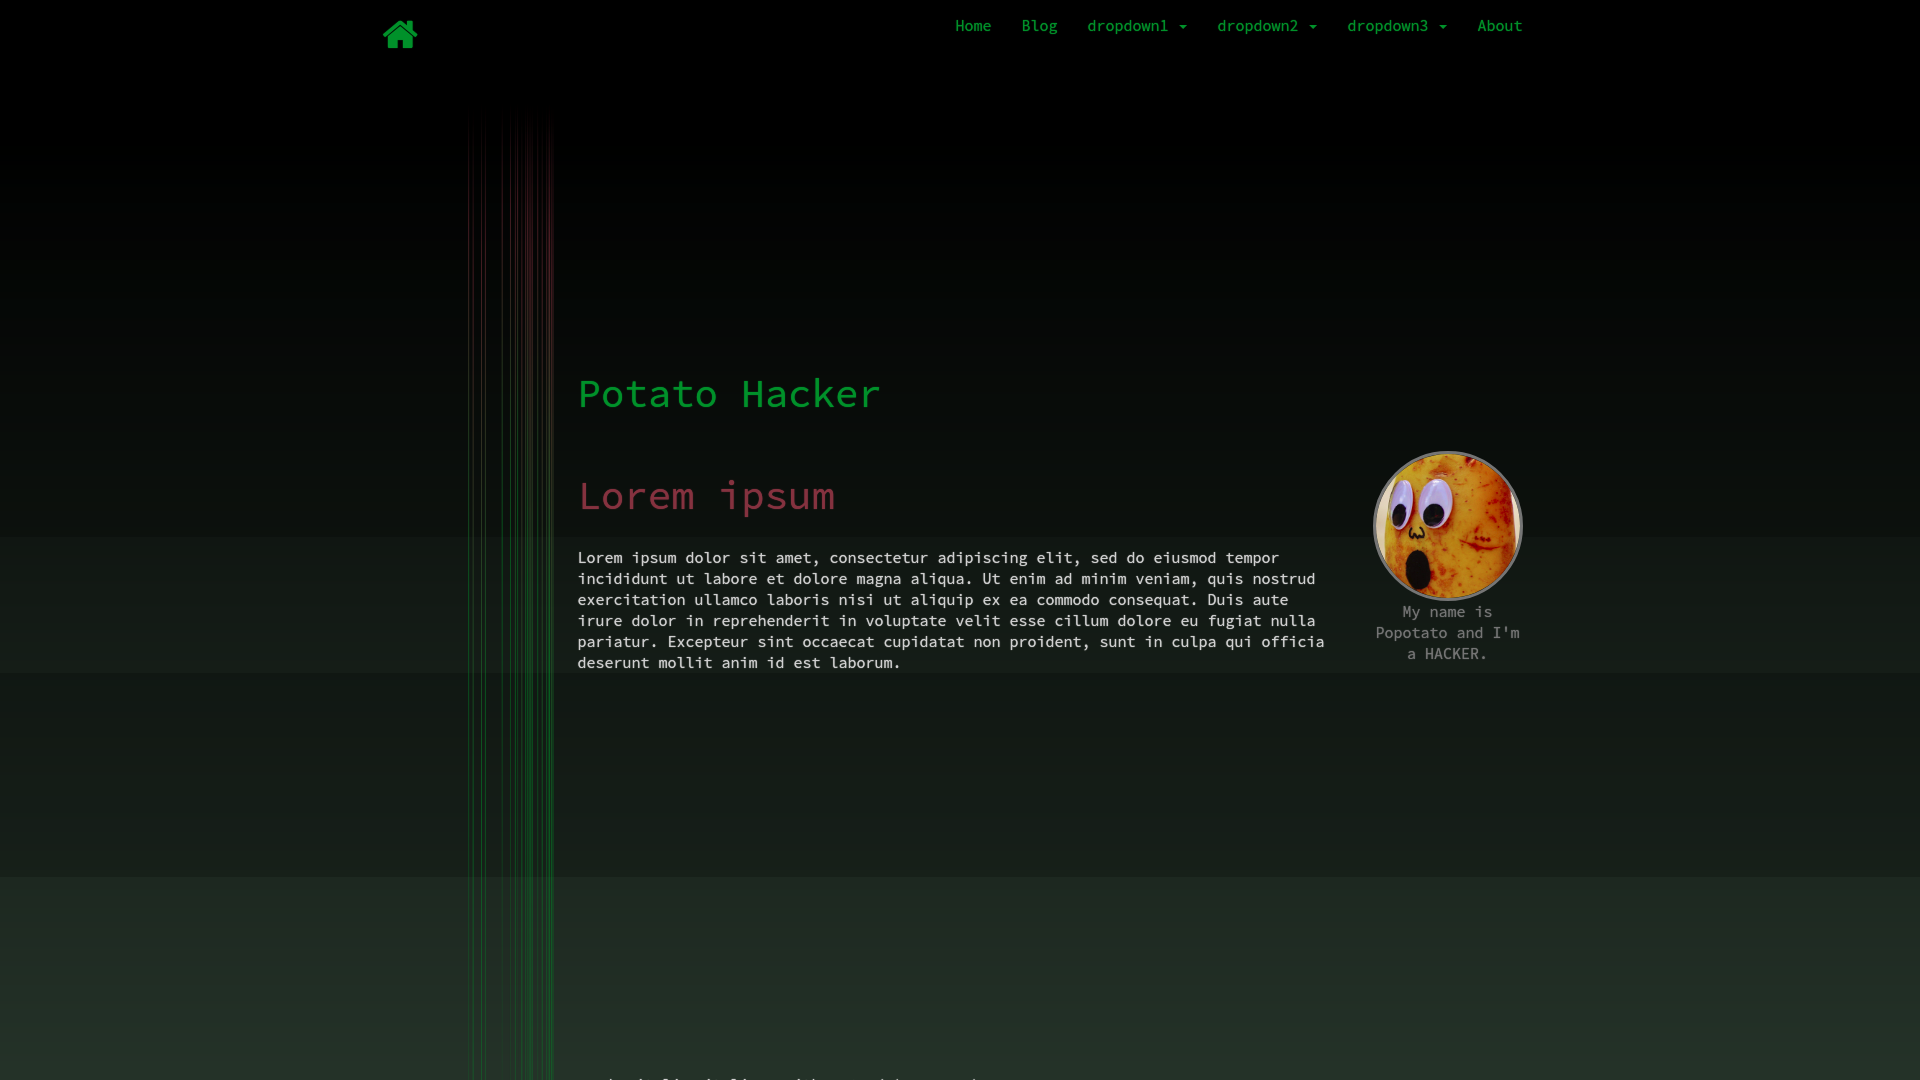 Home Blog dropdown1 dropdown2 dropdown3 About
Potato Hacker
Lorem ipsum
Lorem ipsum dolor sit amet, consectetur adipiscing elit, sed do eiusmod tempor
incididunt ut labore et dolore magna aliqua. Ut enim ad minim veniam, quis nostrud
exercitation ullamco laboris nisi ut aliquip ex ea commodo consequat. Duis aute
irure dolor in reprehenderit in voluptate velit esse cillum dolore eu fugiat nulla
pariatur. Excepteur sint occaecat cupidatat non proident, sunt in culpa qui officia
deserunt mollit anim id est laborum.
My name is
Popotato and I'm
a HACKER.